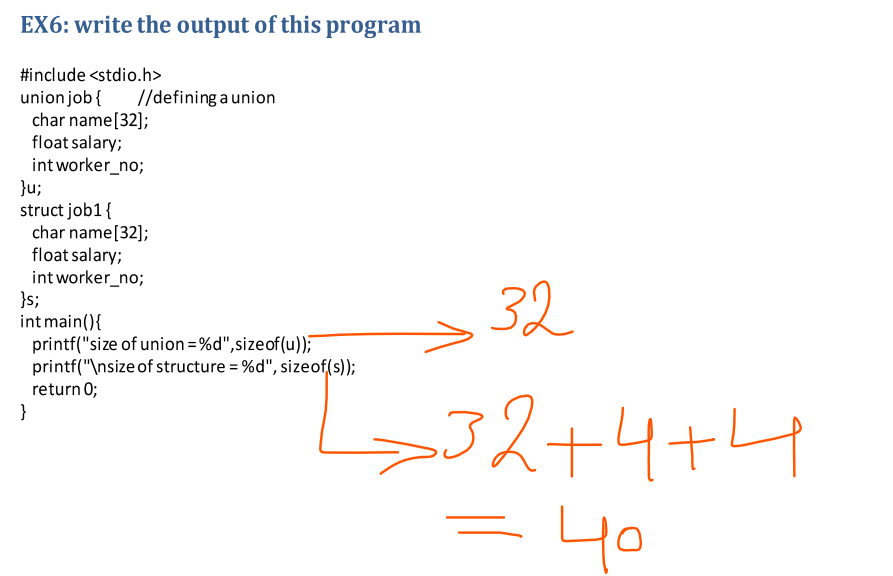 EX6: write the output of this program
#include <stdio.h>
union job {        //defining a union
char name[32];
float salary;
int worker_no;
}u;
struct job1 {
char name[32];
float salary;
int worker_no;
}s;
int main(){
printf("size of union = %d",sizeof(u));
32
printf("\nsize of structure = %d", sizeof(s));
return 0;
}
32+4+4
= 40